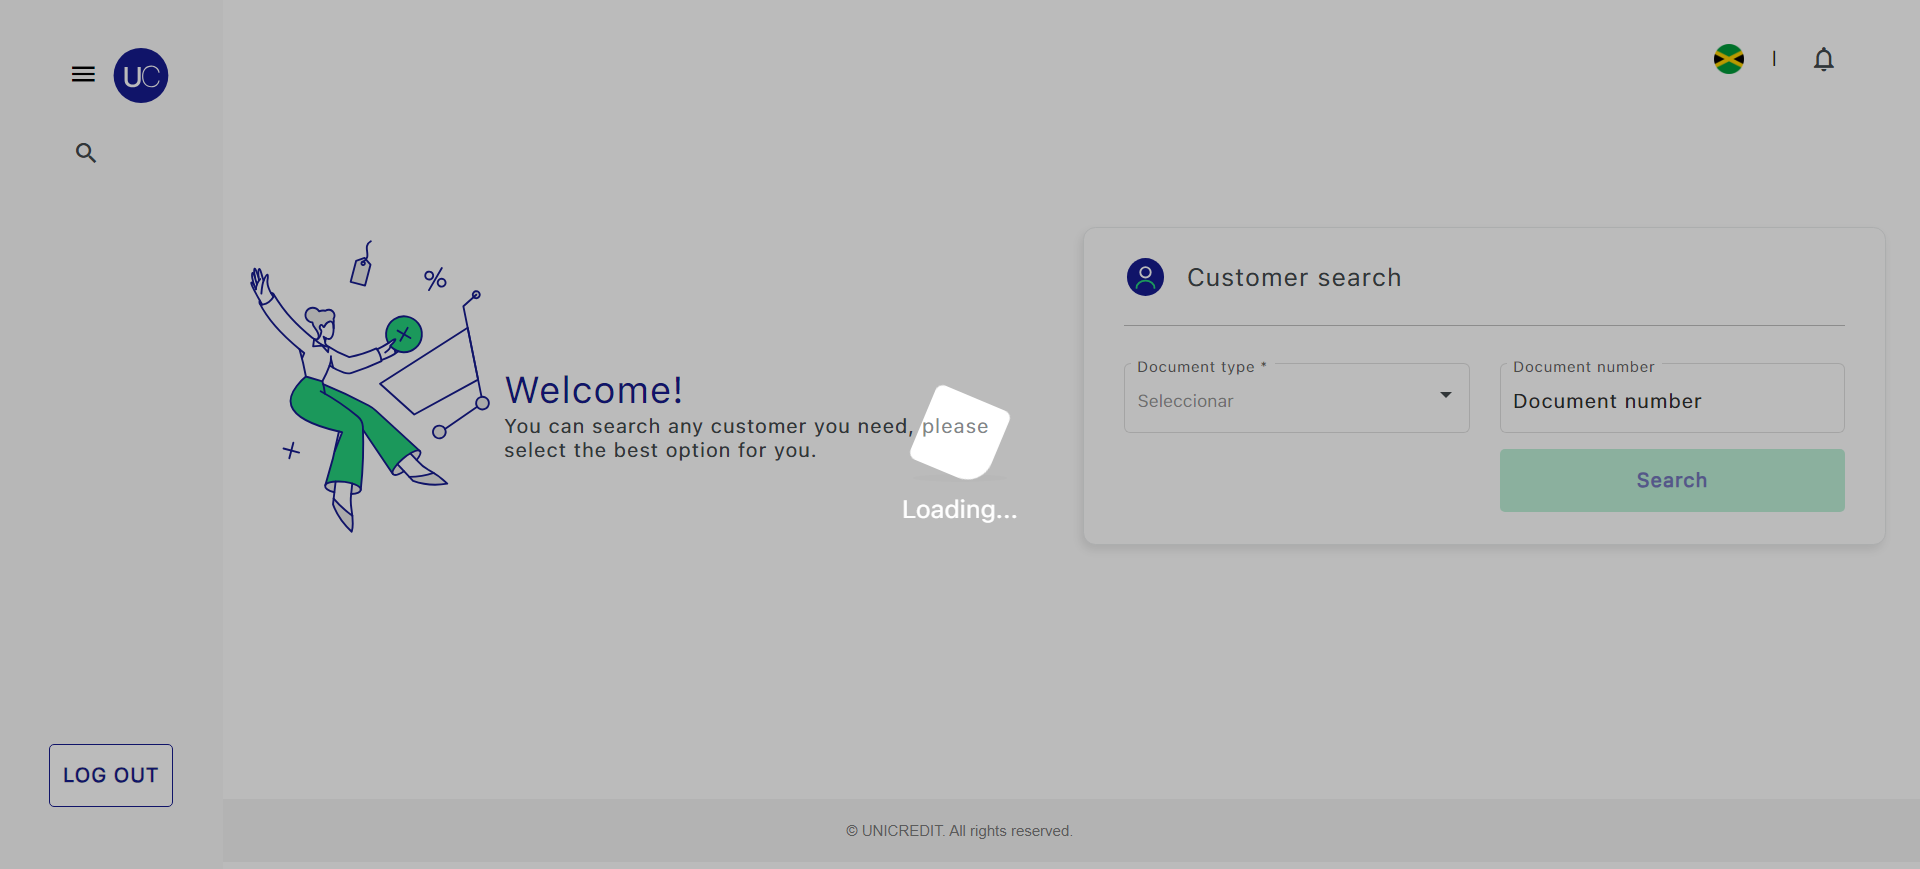 UC
Customer search
Document type *
Seleccionar
Document number
Document number
Search
Welcome!
You can search any customer you need, please
select the best option for you.
Loading...
LOG OUT
© UNICREDIT. All rights reserved.